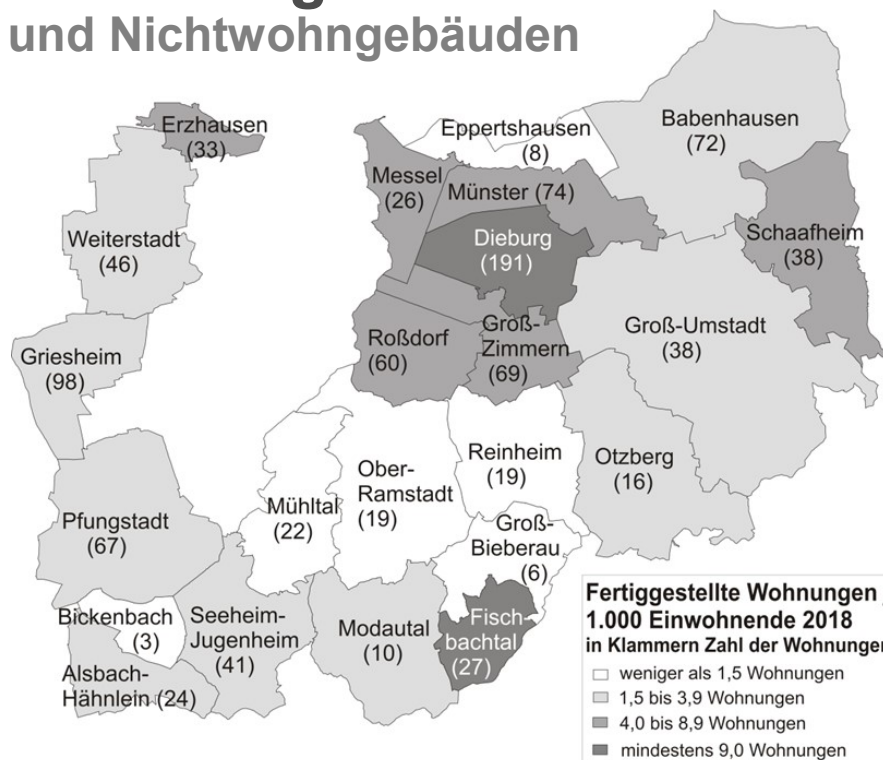 und Nichtwohngebäuden
Erzhausen
(33)
Eppertshausen
(8)
Babenhausen
(72)
Messel
(26)
Münster (74)
Weiterstadt
(46)
Dieburg
(191)
Schaafheim
(38)
Griesheim
(98)
Roßdorf
(60)
Groß-
Zimmern
(69)
Groß-Umstadt
(38)
Pfungstadt
(67)
Mühltal
(22)
Ober-
Ramstadt
(19)
Reinheim
(19)
Otzberg
(16)
Groß-
Bieberau
(6)
Bickenbach
(3)
Seeheim-
Jugenheim
(41)
Modautal
(10)
Fisch-
bachtal
(27)
Alsbach-
Hähnlein (24)
Fertiggestellte Wohnungen
1.000 Einwohnende 2018
in Klammern Zahl der Wohnungen
weniger als 1,5 Wohnungen
1,5 bis 3,9 Wohnungen
4,0 bis 8,9 Wohnungen
mindestens 9,0 Wohnungen